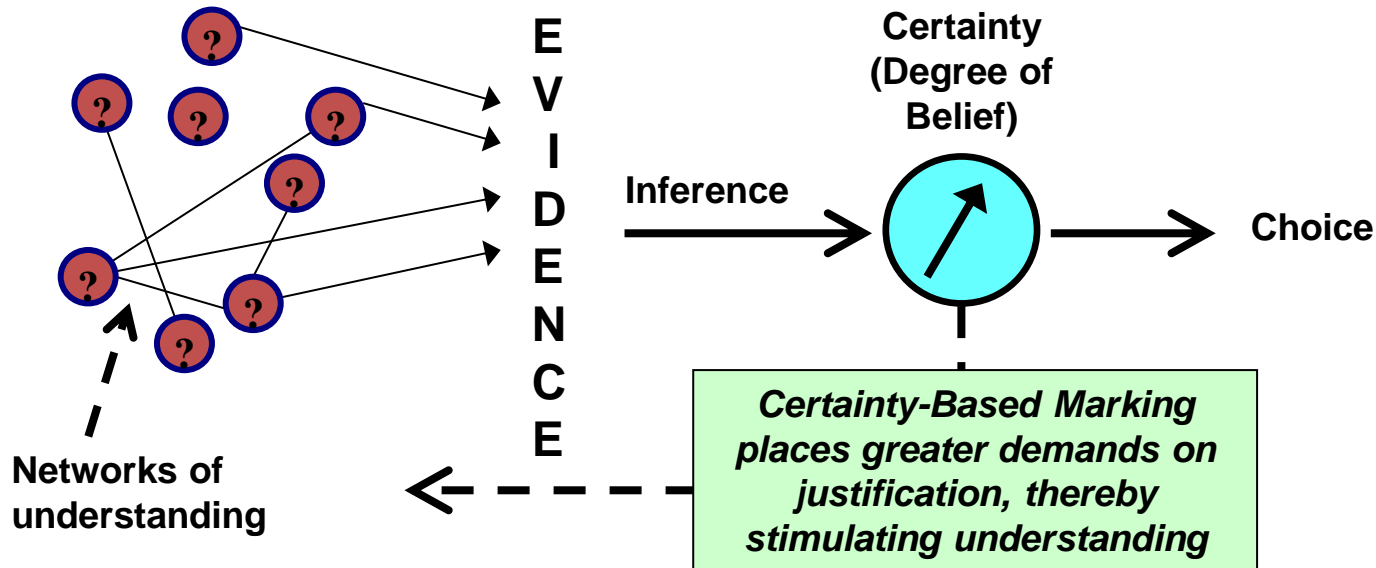 ?
?
?
?
?
?
?
?
E
V
I
D
E
N
C
E
Certainty
(Degree of
Belief)
Inference
Choice
Networks of
understanding
Certainty-Based Marking
places greater demands on
justification, thereby
stimulating understanding